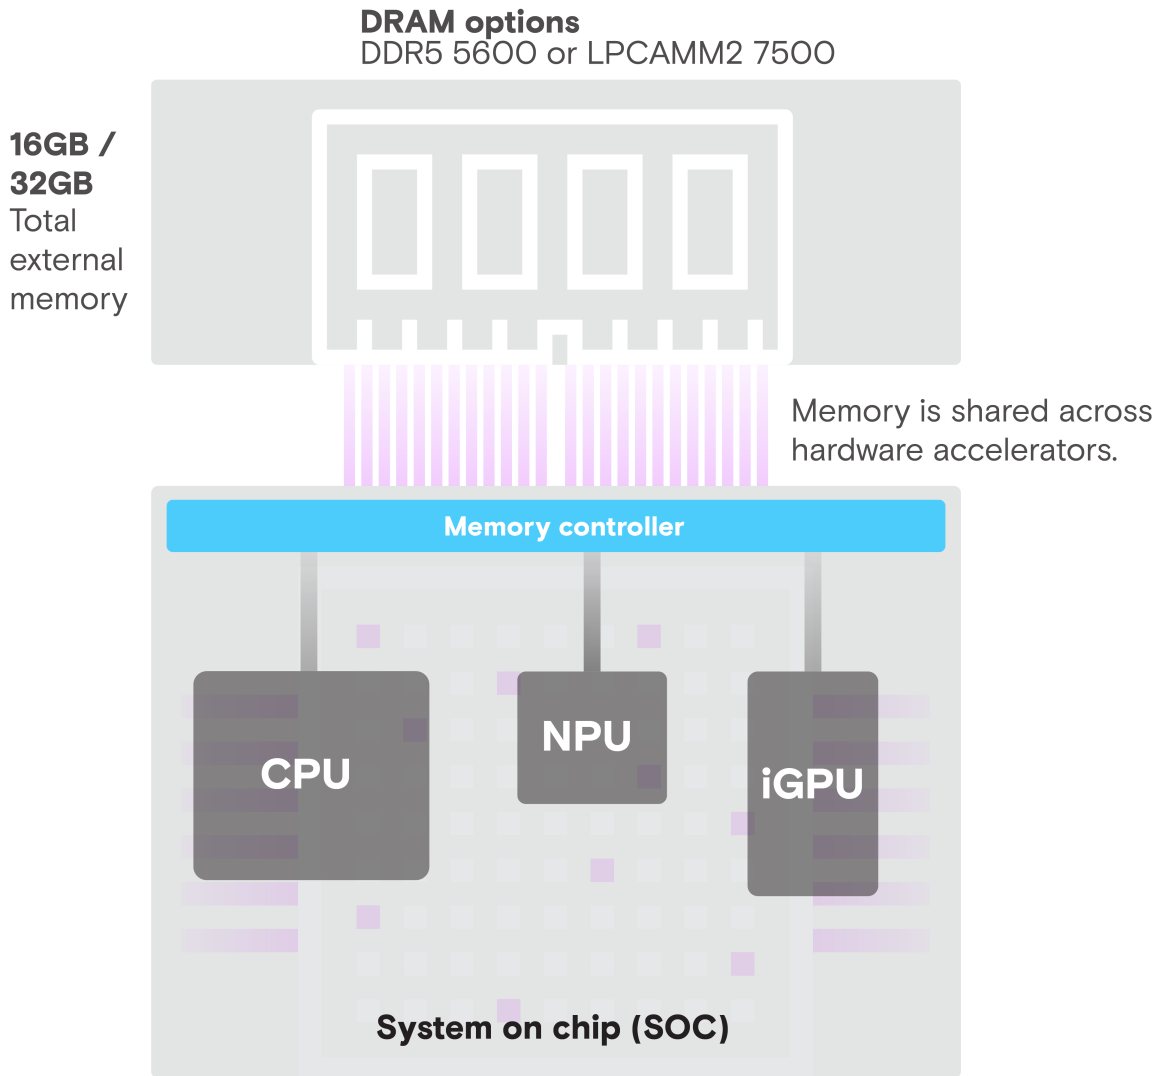 DRAM options
DDR5 5600 or LPCAMM2 7500
16GB /
32GB
Total
external
memory
Memory is shared across
hardware accelerators.
Memory controller
CPU
NPU
iGPU
System on chip (SOC)